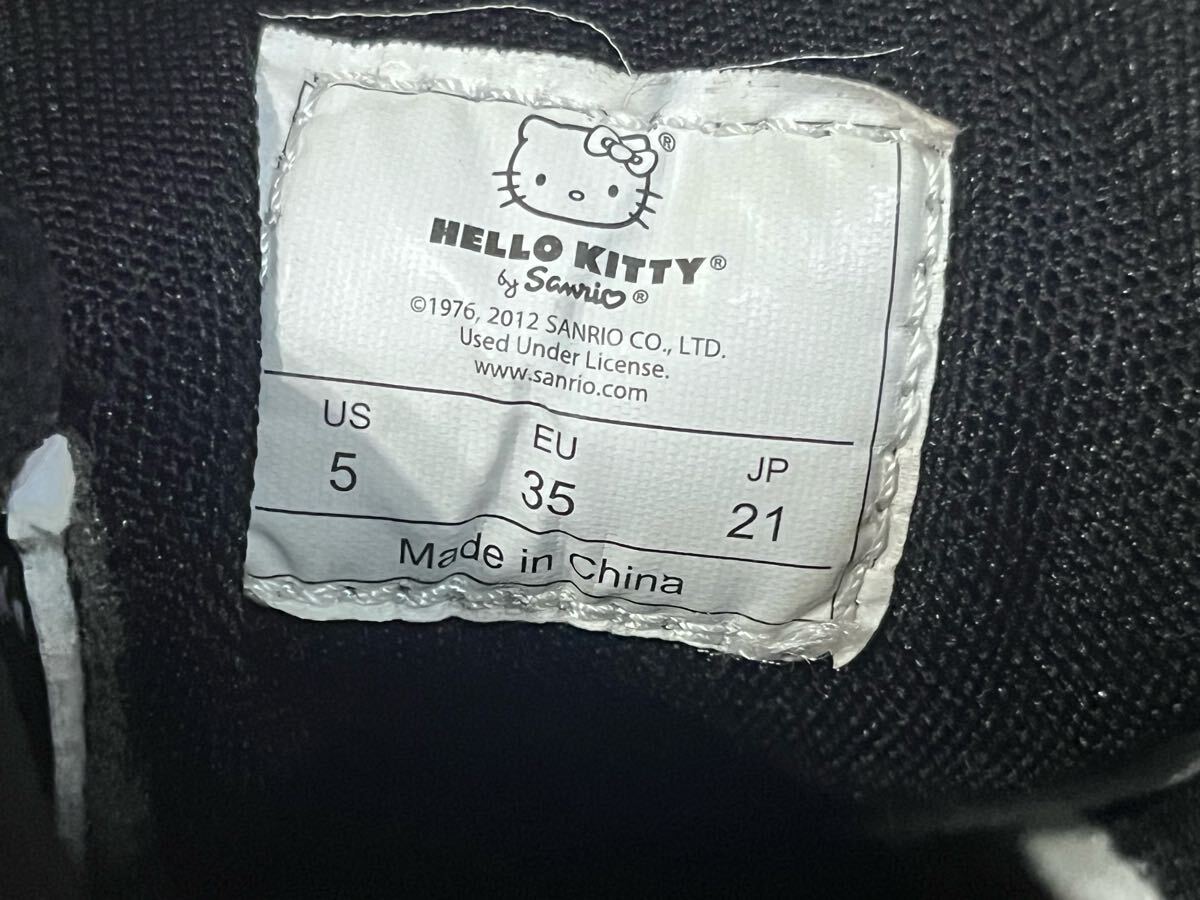 ®
HELLO KITTY®
by Sanrio®
©1976, 2012 SANRIO CO., LTD.
Used Under License.
www.sanrio.com
US EU JP
5 35 21
Made in China